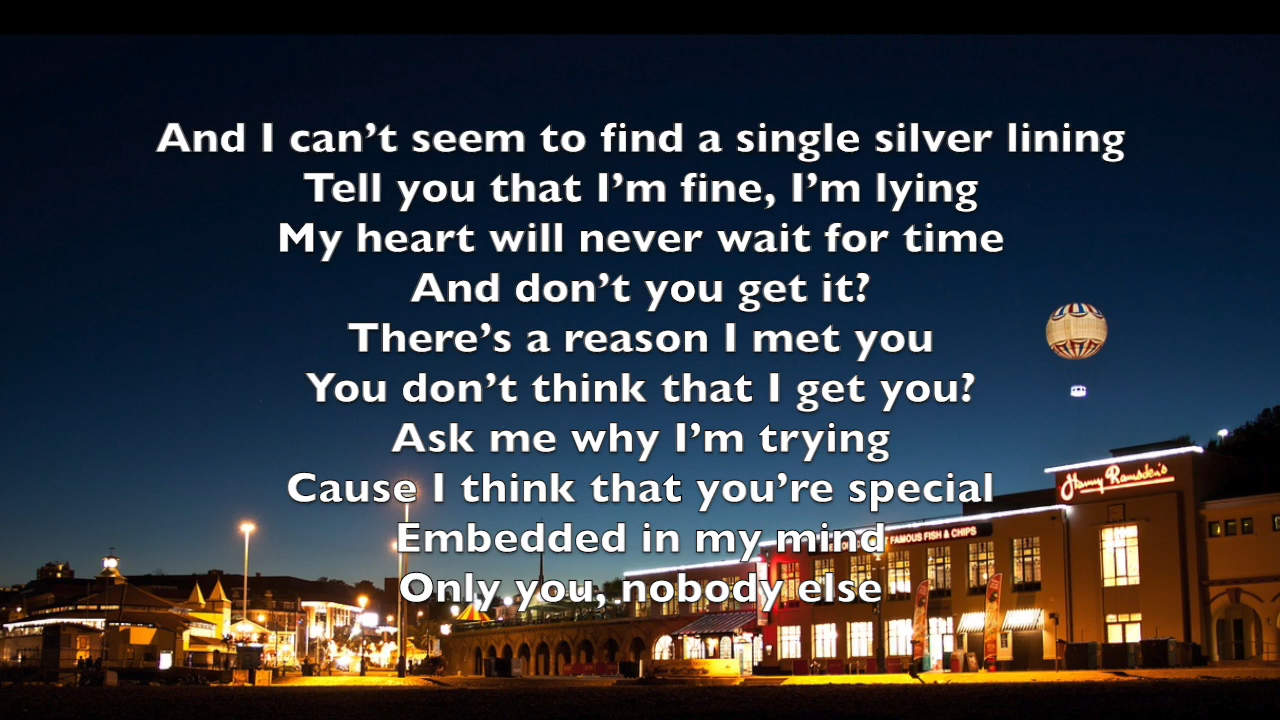 And I can’t seem to find a single silver lining
Tell you that I’m fine, I’m lying
My heart will never wait for time
And don’t you get it?
There’s a reason I met you
You don’t think that I get you?
Ask me why I’m trying
Cause I think that you’re special
Embedded in my mind
Only you, nobody else
Harry Ramsden's
FAMOUS FISH & CHIPS